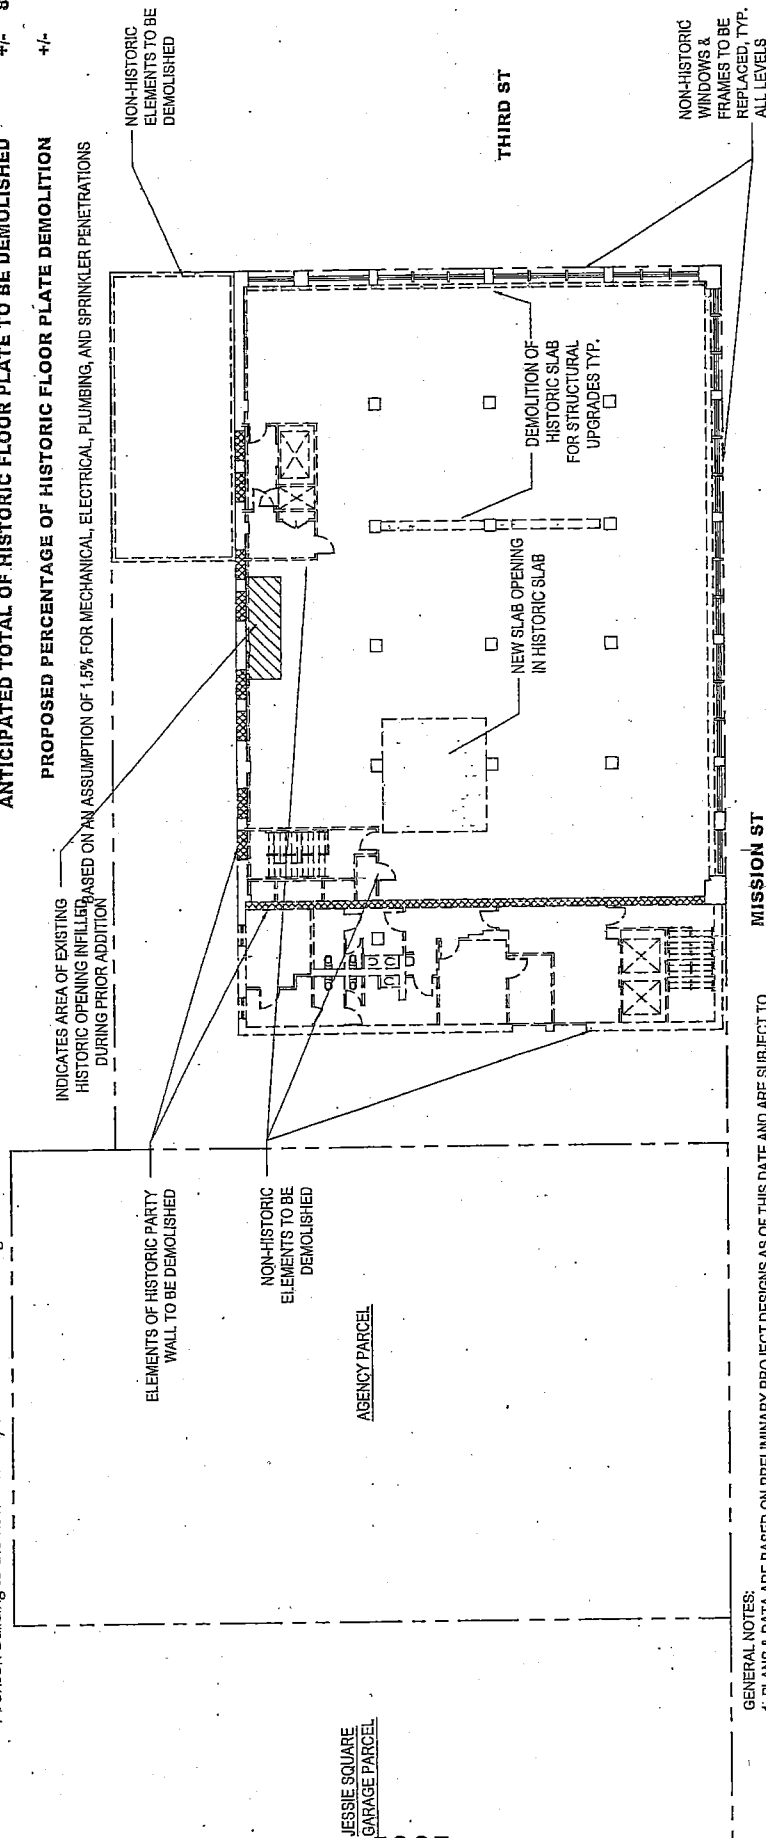 ANTICIPATED TOTAL OF HISTORIC FLOOR PLATE TO BE DEMOLISHED +/-
PROPOSED PERCENTAGE OF HISTORIC FLOOR PLATE DEMOLITION +/-
BASED ON AN ASSUMPTION OF 1.5% FOR MECHANICAL, ELECTRICAL, PLUMBING, AND SPRINKLER PENETRATIONS
INDICATES AREA OF EXISTING
HISTORIC OPENING INFILLED
DURING PRIOR ADDITION
NON-HISTORIC
ELEMENTS TO BE
DEMOLISHED
ELEMENTS OF HISTORIC PARTY
WALL TO BE DEMOLISHED
NON-HISTORIC
ELEMENTS TO BE
DEMOLISHED
AGENCY PARCEL
JESSIE SQUARE
GARAGE PARCEL
NEW SLAB OPENING
IN HISTORIC SLAB
DEMOLITION OF
HISTORIC SLAB
FOR STRUCTURAL
UPGRADES TYP.
THIRD ST
NON-HISTORIC
WINDOWS &
FRAMES TO BE
REPLACED, TYP.
ALL LEVELS
MISSION ST
GENERAL NOTES:
PLANS & DATA ARE BASED ON PRELIMINARY PROJECT DESIGNS AS OF THIS DATE AND ARE SUBJECT TO